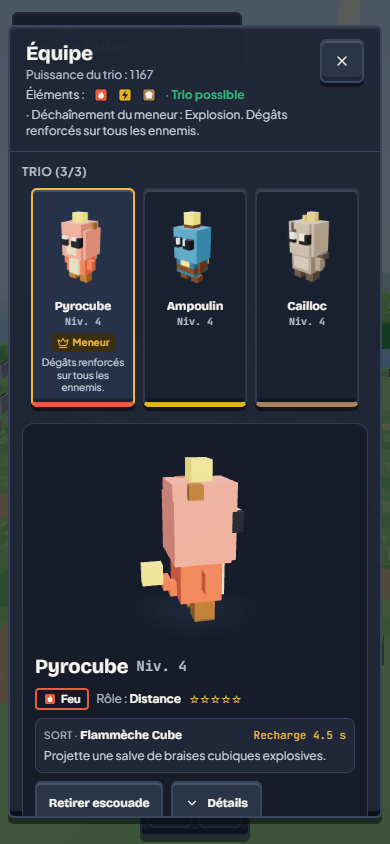 Équipe
Puissance du trio : 1167
Éléments : · Trio possible
· Déchaînement du meneur : Explosion. Dégâts
renforcés sur tous les ennemis.
TRIO (3/3)
Pyrocube
Niv. 4
Meneur
Dégâts renforcés
sur tous les
ennemis.
Ampoulin
Niv. 4
Cailloc
Niv. 4
Pyrocube Niv. 4
Feu Rôle : Distance ☆☆☆☆☆
SORT · Flammèche Cube Recharge 4.5 s
Projette une salve de braises cubiques explosives.
Retirer escouade Détails